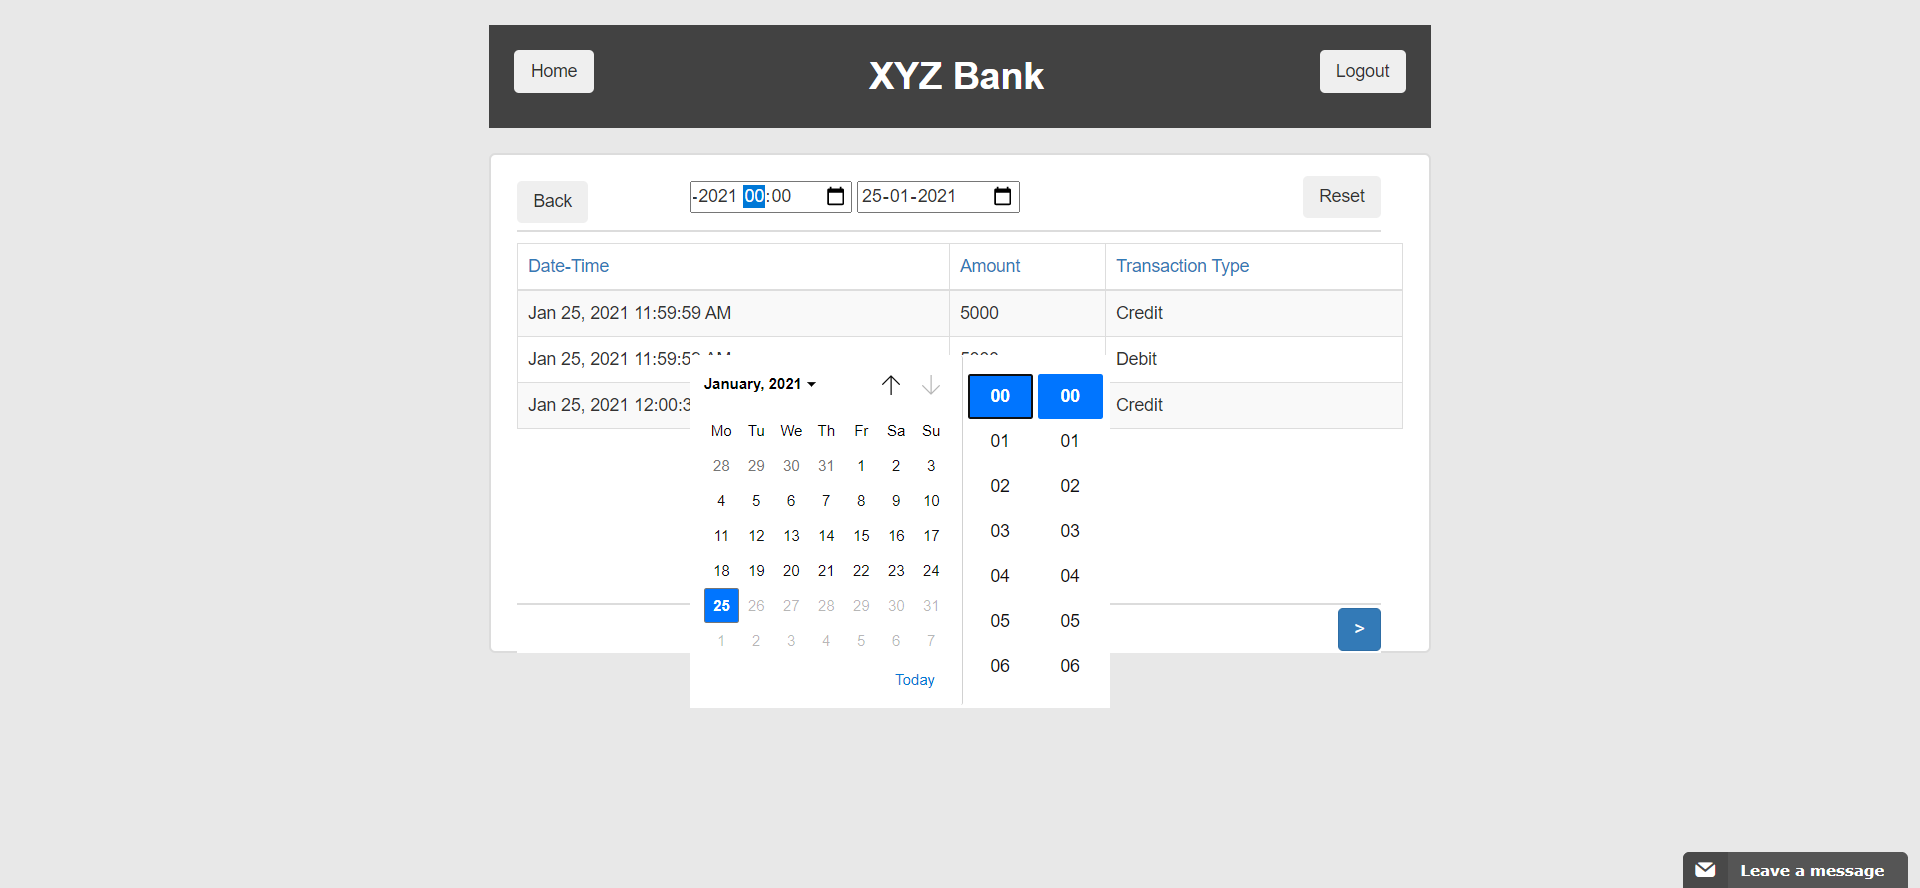 Home XYZ Bank Logout
Back -2021 00:00 25-01-2021 Reset
Date-Time Amount Transaction Type
Jan 25, 2021 11:59:59 AM 5000 Credit
Jan 25, 2021 11:59:59 AM 5000 Debit
Jan 25, 2021 12:00:3 Credit
January, 2021
Mo Tu We Th Fr Sa Su
28 29 30 31 1 2 3
4 5 6 7 8 9 10
11 12 13 14 15 16 17
18 19 20 21 22 23 24
25 26 27 28 29 30 31
1 2 3 4 5 6 7
Today
00 00
01 01
02 02
03 03
04 04
05 05
06 06
>
Leave a message